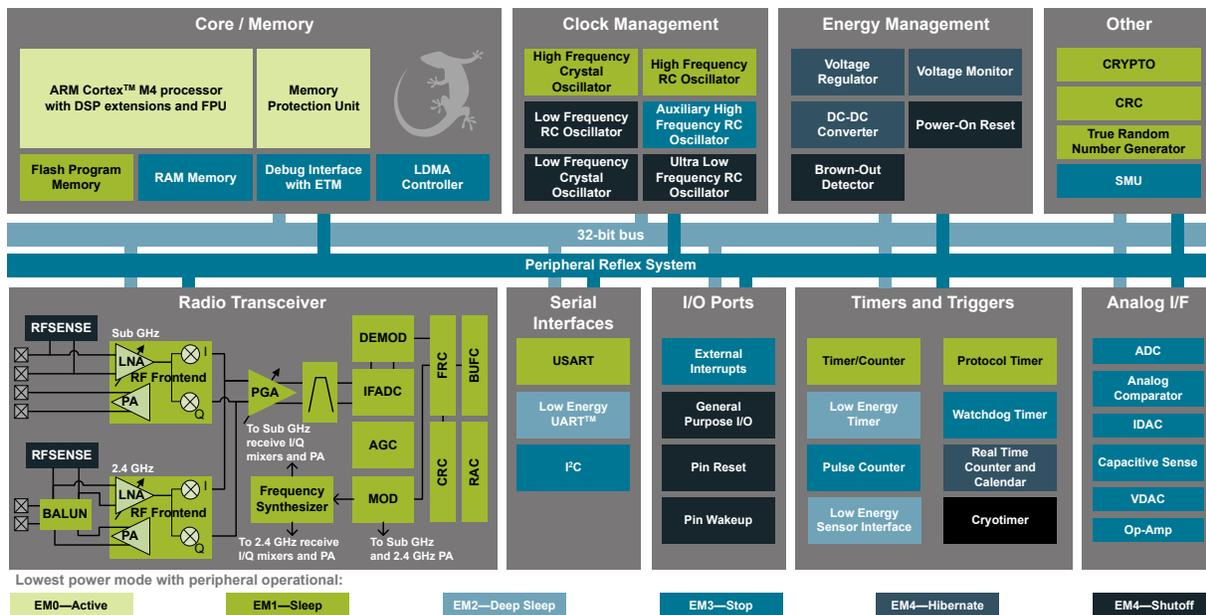 Core / Memory
ARM Cortex™ M4 processor
with DSP extensions and FPU
Memory
Protection Unit
Flash Program
Memory
RAM Memory
Debug Interface
with ETM
LDMA
Controller
Clock Management
High Frequency
Crystal
Oscillator
High Frequency
RC Oscillator
Low Frequency
RC Oscillator
Auxiliary High
Frequency RC
Oscillator
Low Frequency
Crystal
Oscillator
Ultra Low
Frequency RC
Oscillator
Energy Management
Voltage
Regulator
Voltage Monitor
DC-DC
Converter
Power-On Reset
Brown-Out
Detector
Other
CRYPTO
CRC
True Random
Number Generator
SMU
32-bit bus
Peripheral Reflex System
Radio Transceiver
RFSENSE
Sub GHz
LNA
RF Frontend
PA
I
Q
PGA
To Sub GHz
receive I/Q
mixers and PA
DEMOD
IFADC
AGC
MOD
FRC
BUFC
CRC
RAC
RFSENSE
2.4 GHz
BALUN
LNA
RF Frontend
PA
I
Q
Frequency
Synthesizer
To 2.4 GHz receive
I/Q mixers and PA
To Sub GHz
and 2.4 GHz PA
Serial
Interfaces
USART
Low Energy
UART™
I²C
I/O Ports
External
Interrupts
General
Purpose I/O
Pin Reset
Pin Wakeup
Timers and Triggers
Timer/Counter
Protocol Timer
Low Energy
Timer
Watchdog Timer
Pulse Counter
Real Time
Counter and
Calendar
Low Energy
Sensor Interface
Cryotimer
Analog I/F
ADC
Analog
Comparator
IDAC
Capacitive Sense
VDAC
Op-Amp
Lowest power mode with peripheral operational:
EM0—Active
EM1—Sleep
EM2—Deep Sleep
EM3—Stop
EM4—Hibernate
EM4—Shutoff